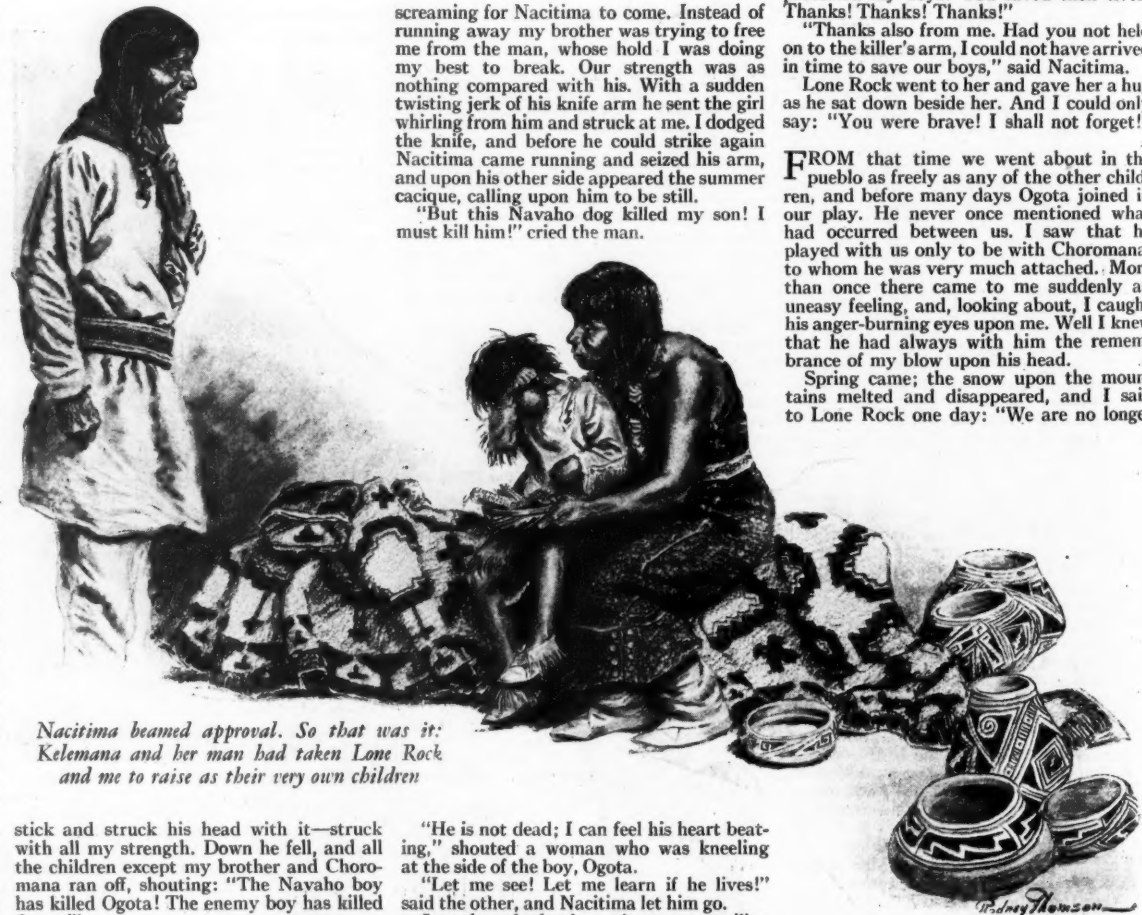 Nacitima beamed approval. So that was it:
Kelemana and her man had taken Lone Rock
and me to raise as their very own children
stick and struck his head with it—struck
with all my strength. Down he fell, and all
the children except my brother and Choro-
mana ran off, shouting: "The Navaho boy
has killed Ogota! The enemy boy has killed
screaming for Nacitima to come. Instead of
running away my brother was trying to free
me from the man, whose hold I was doing
my best to break. Our strength was as
nothing compared with his. With a sudden
twisting jerk of his knife arm he sent the girl
whirling from him and struck at me. I dodged
the knife, and before he could strike again
Nacitima came running and seized his arm,
and upon his other side appeared the summer
cacique, calling upon him to be still.
"But this Navaho dog killed my son! I
must kill him!" cried the man.
"He is not dead; I can feel his heart beat-
ing," shouted a woman who was kneeling
at the side of the boy, Ogota.
"Let me see! Let me learn if he lives!"
said the other, and Nacitima let him go.
Thanks! Thanks! Thanks!"
"Thanks also from me. Had you not hel
on to the killer's arm, I could not have arrive
in time to save our boys," said Nacitima.
Lone Rock went to her and gave her a hu
as he sat down beside her. And I could onl
say: "You were brave! I shall not forget!
FROM that time we went about in th
pueblo as freely as any of the other child
ren, and before many days Ogota joined i
our play. He never once mentioned wha
had occurred between us. I saw that h
played with us only to be with Choromana
to whom he was very much attached. Mor
than once there came to me suddenly a
uneasy feeling, and, looking about, I caugh
his anger-burning eyes upon me. Well I knew
that he had always with him the remem
brance of my blow upon his head.
Spring came; the snow upon the moun
tains melted and disappeared, and I sai
to Lone Rock one day: "We are no longe
Rodney Thomson